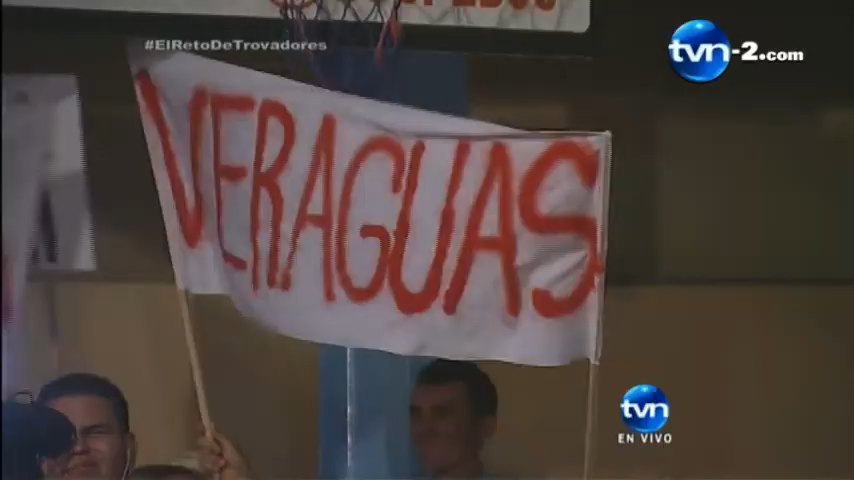 #ElRetoDeTrovadores
tvn-2.com
VERAGUAS
tvn
EN VIVO